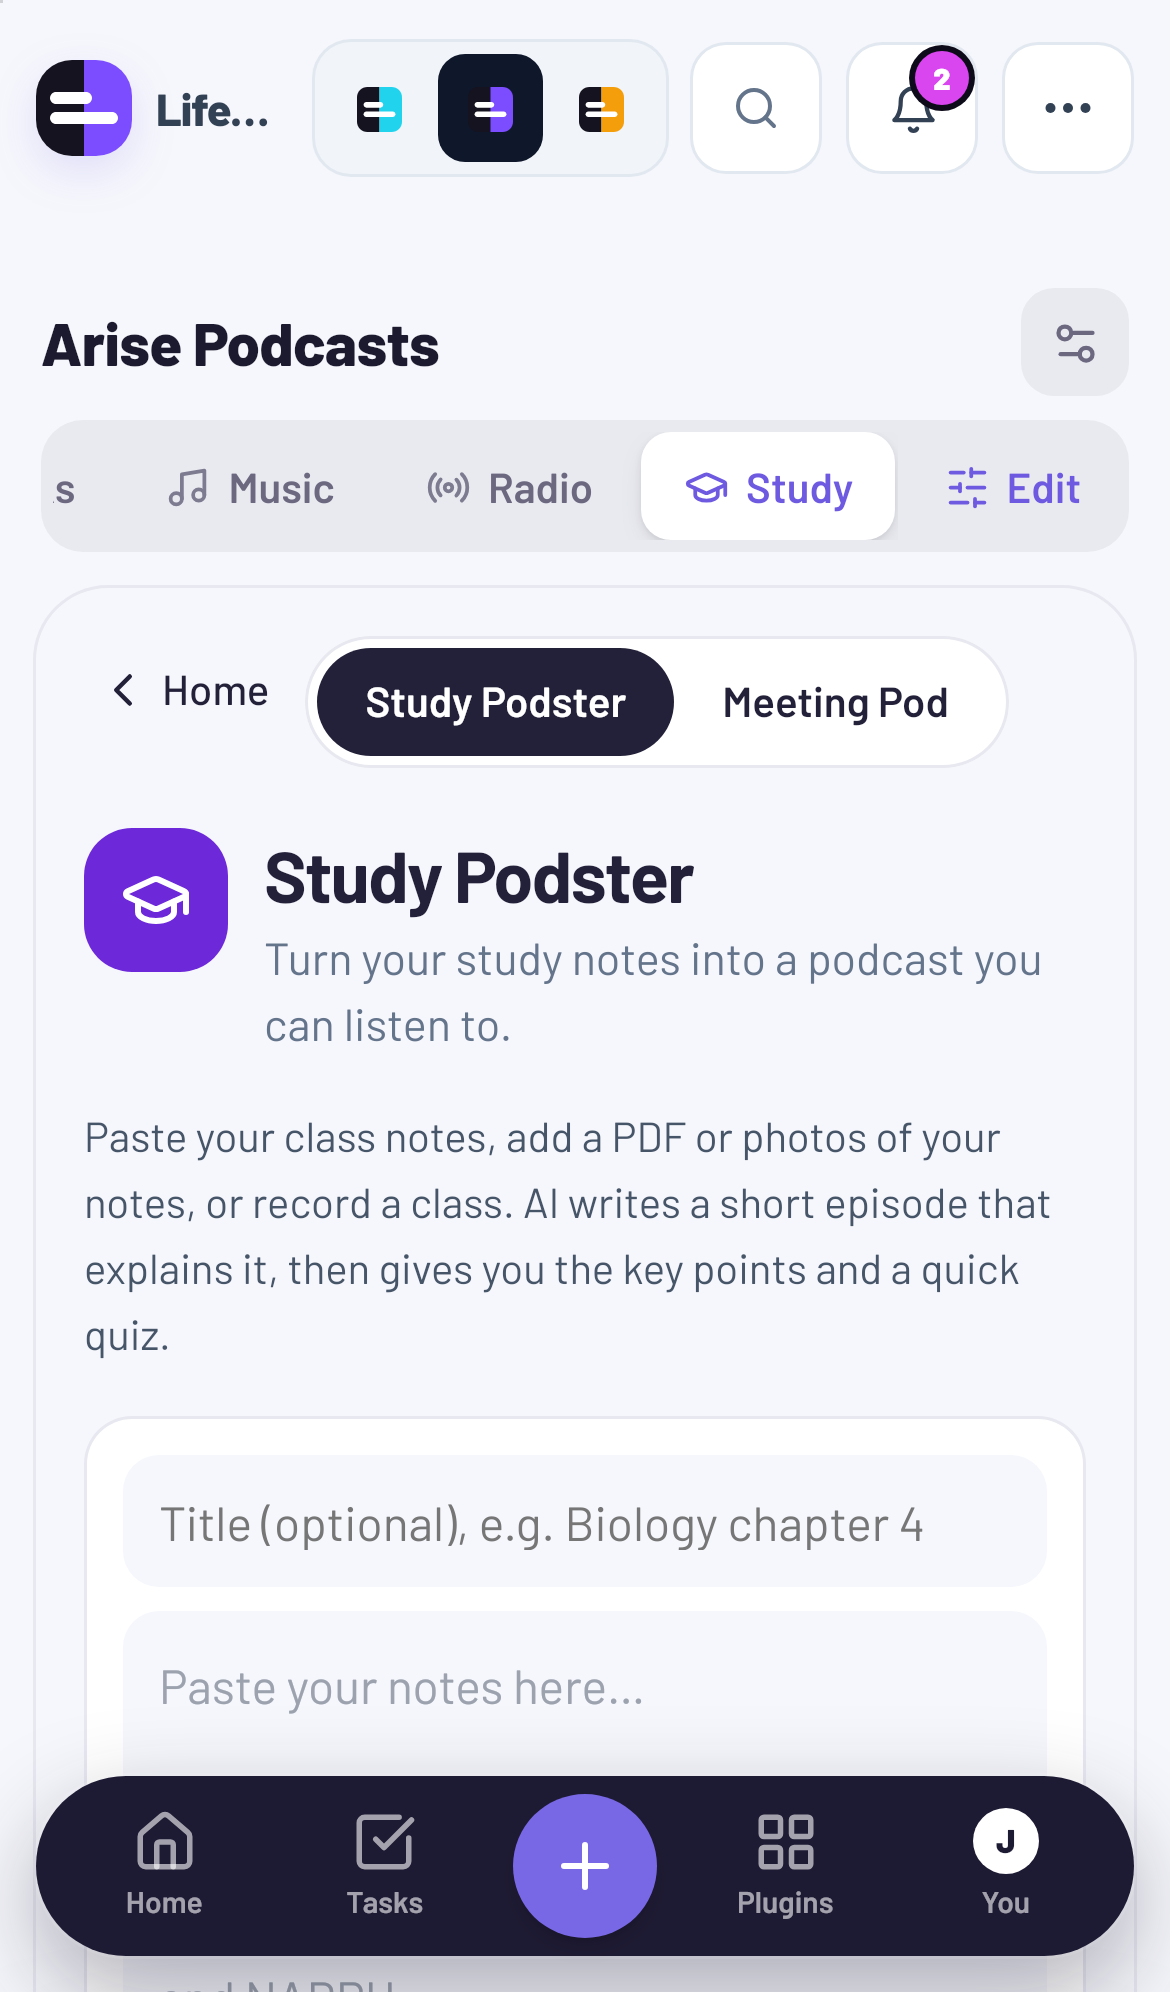 Life...
2
Arise Podcasts
s
Music
Radio
Study
Edit
Home
Study Podster
Meeting Pod
Study Podster
Turn your study notes into a podcast you
can listen to.
Paste your class notes, add a PDF or photos of your
notes, or record a class. AI writes a short episode that
explains it, then gives you the key points and a quick
quiz.
Title (optional), e.g. Biology chapter 4
Paste your notes here...
Home
Tasks
Plugins
J
You